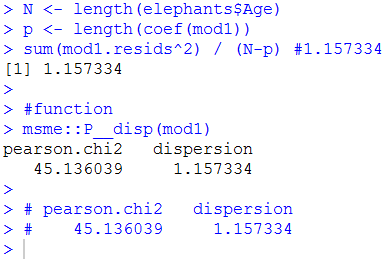 > N <- length(elephants$Age)
> p <- length(coef(mod1))
> sum(mod1.resids^2) / (N-p) #1.157334
[1] 1.157334
>
> #function
> msme::P__disp(mod1)
pearson.chi2   dispersion
   45.136039     1.157334
>
> # pearson.chi2   dispersion
> #    45.136039     1.157334
>